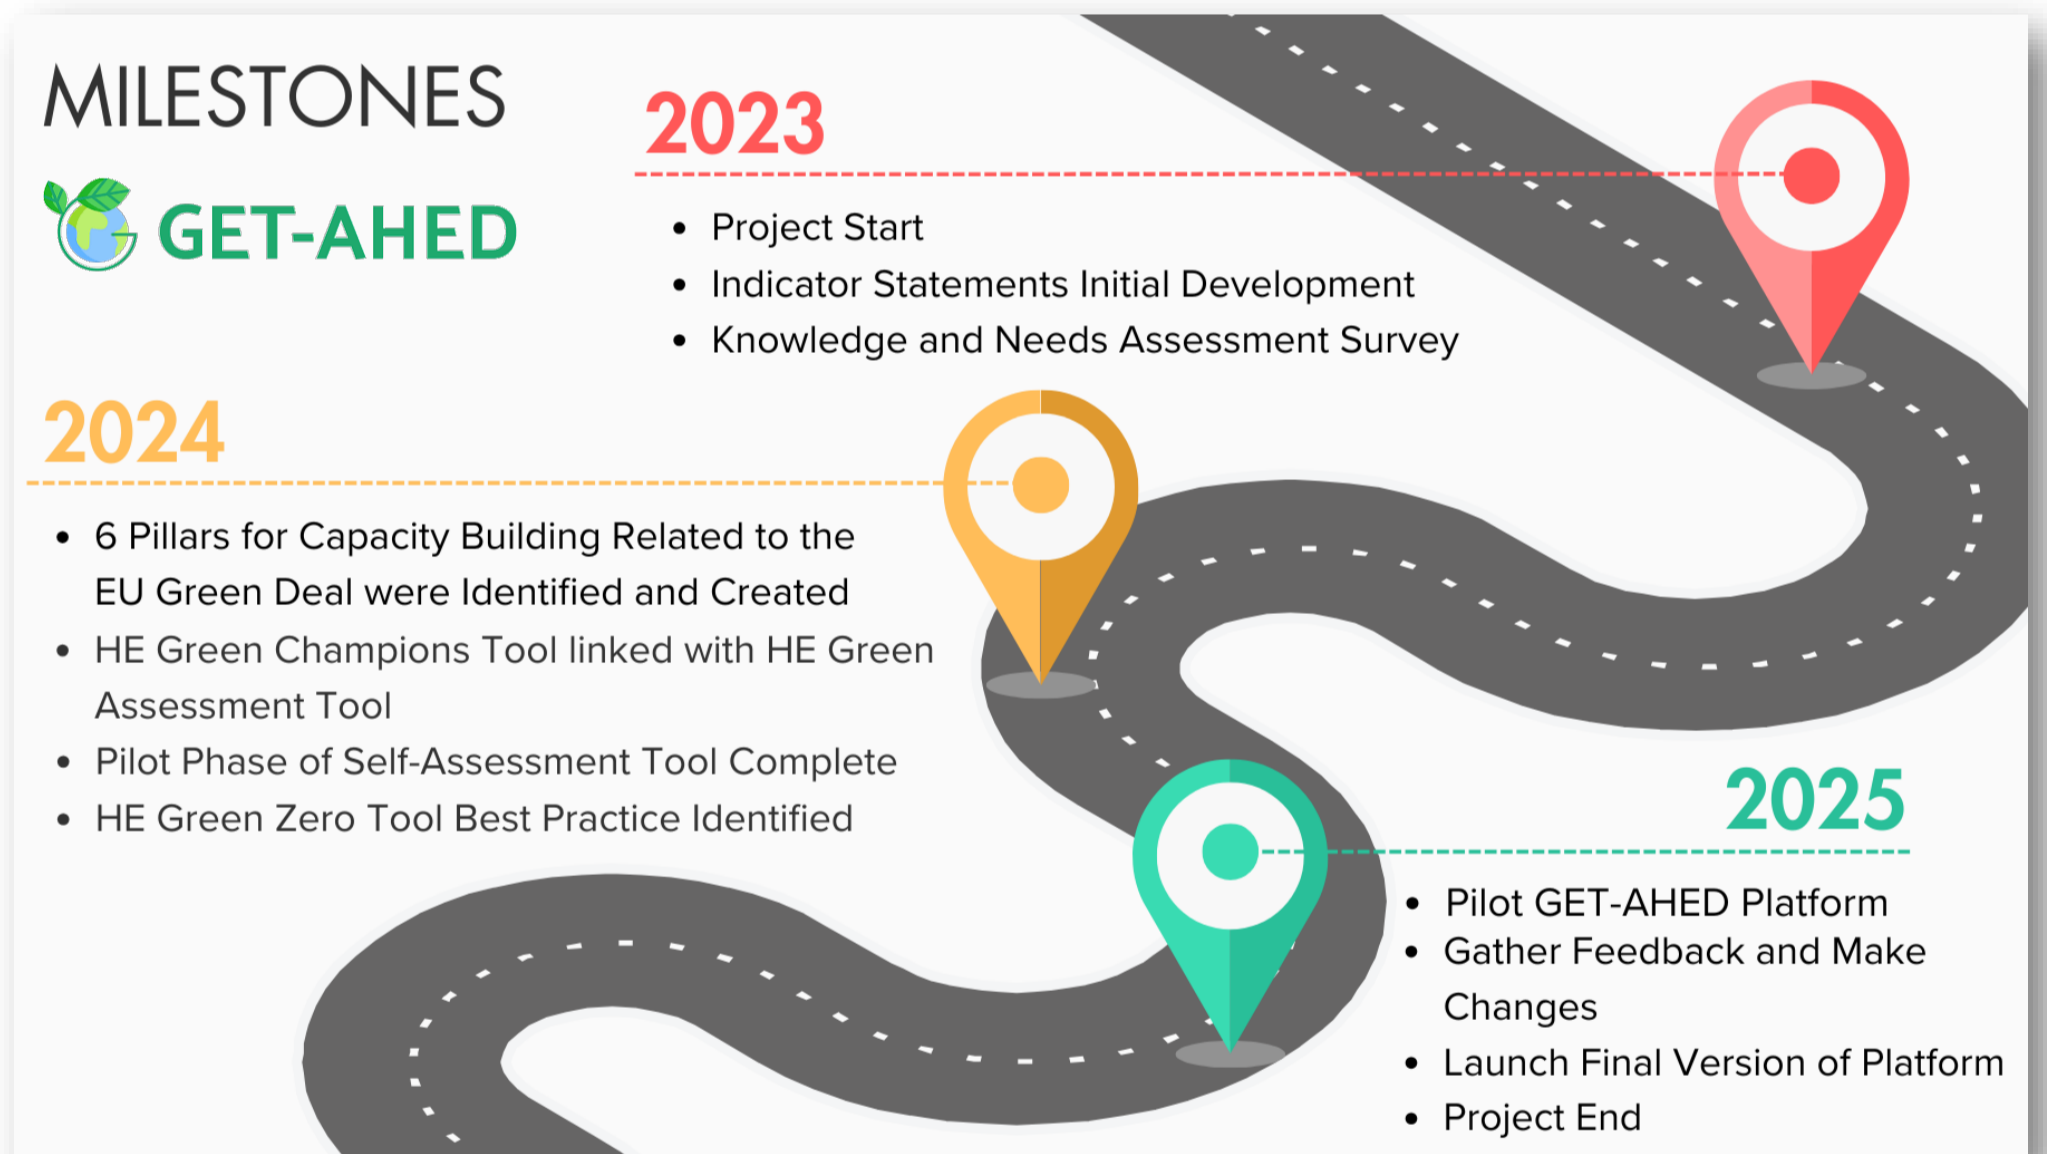 MILESTONES
GET-AHED
2023
• Project Start
• Indicator Statements Initial Development
• Knowledge and Needs Assessment Survey
2024
• 6 Pillars for Capacity Building Related to the
EU Green Deal were Identified and Created
• HE Green Champions Tool linked with HE Green
Assessment Tool
• Pilot Phase of Self-Assessment Tool Complete
• HE Green Zero Tool Best Practice Identified
2025
• Pilot GET-AHED Platform
• Gather Feedback and Make
Changes
• Launch Final Version of Platform
• Project End